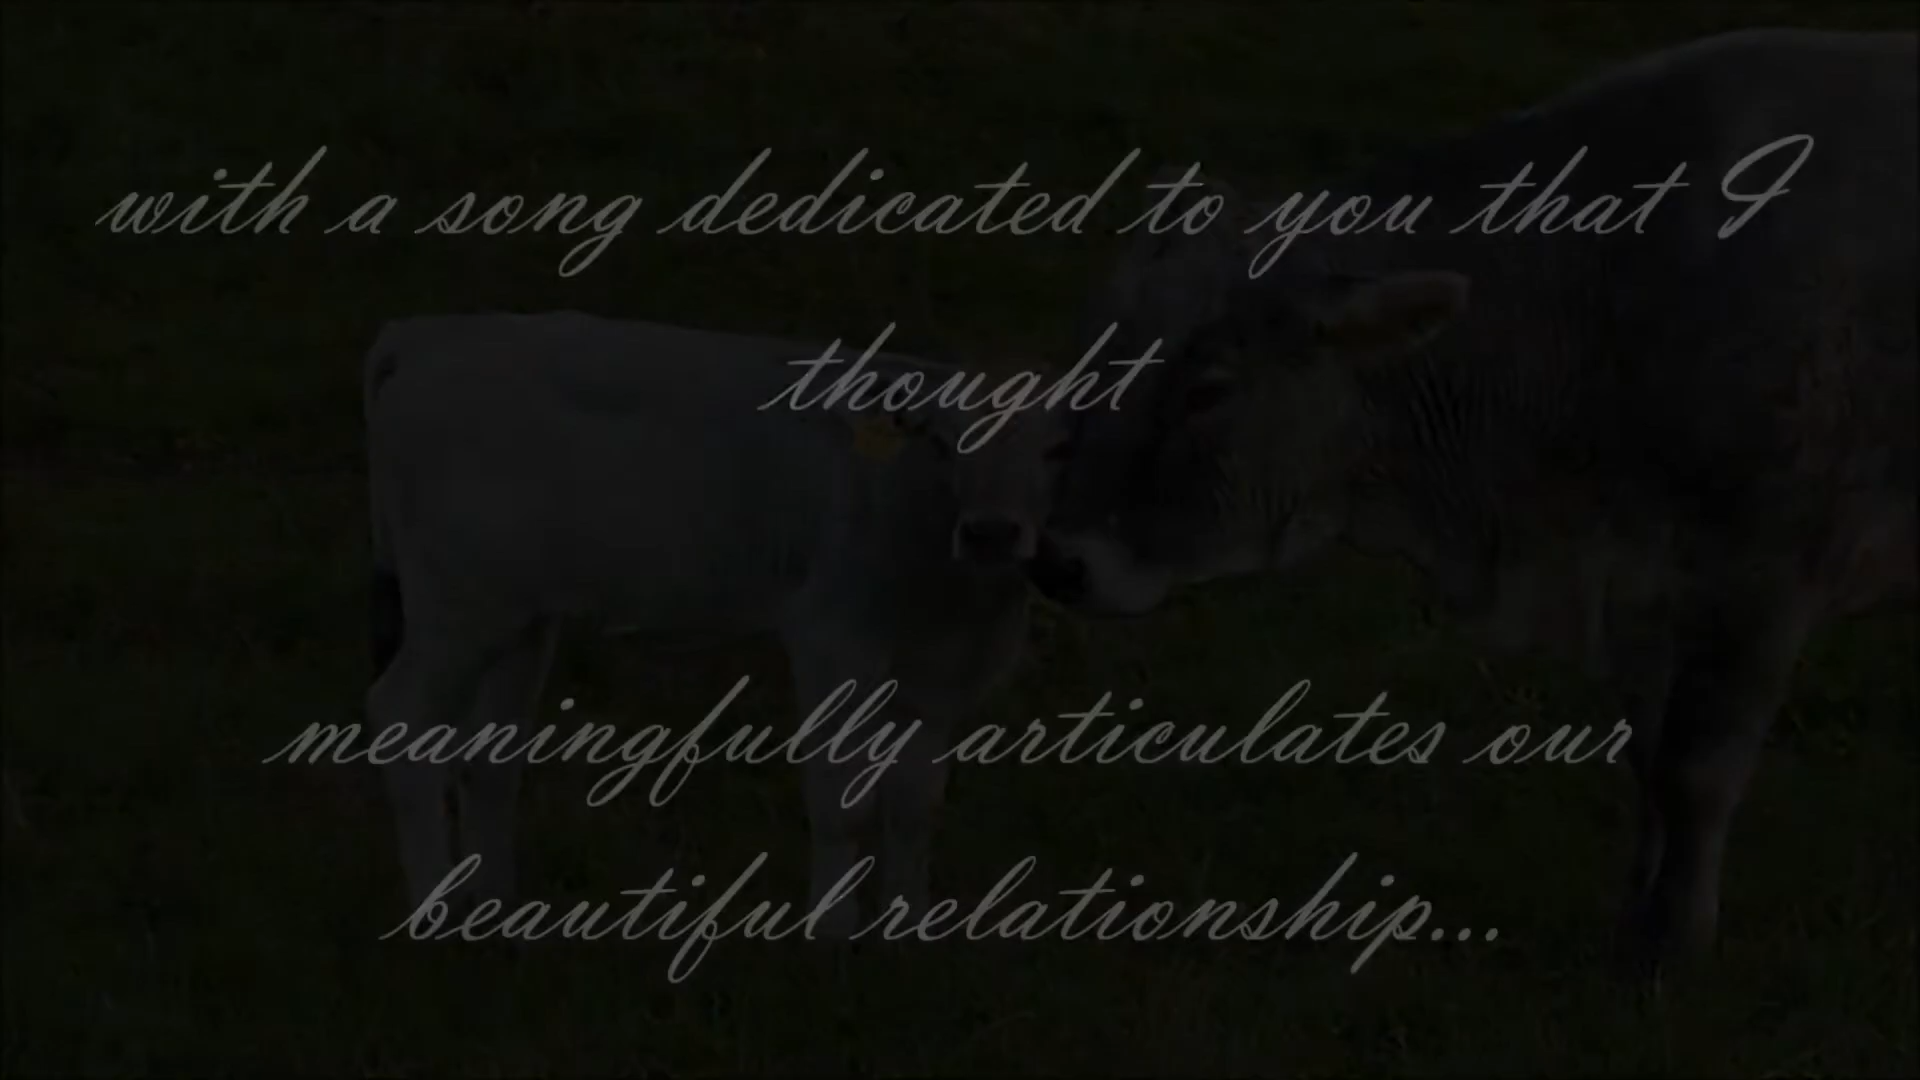 with a song dedicated to you that I
thought
meaningfully articulates our
beautiful relationship...